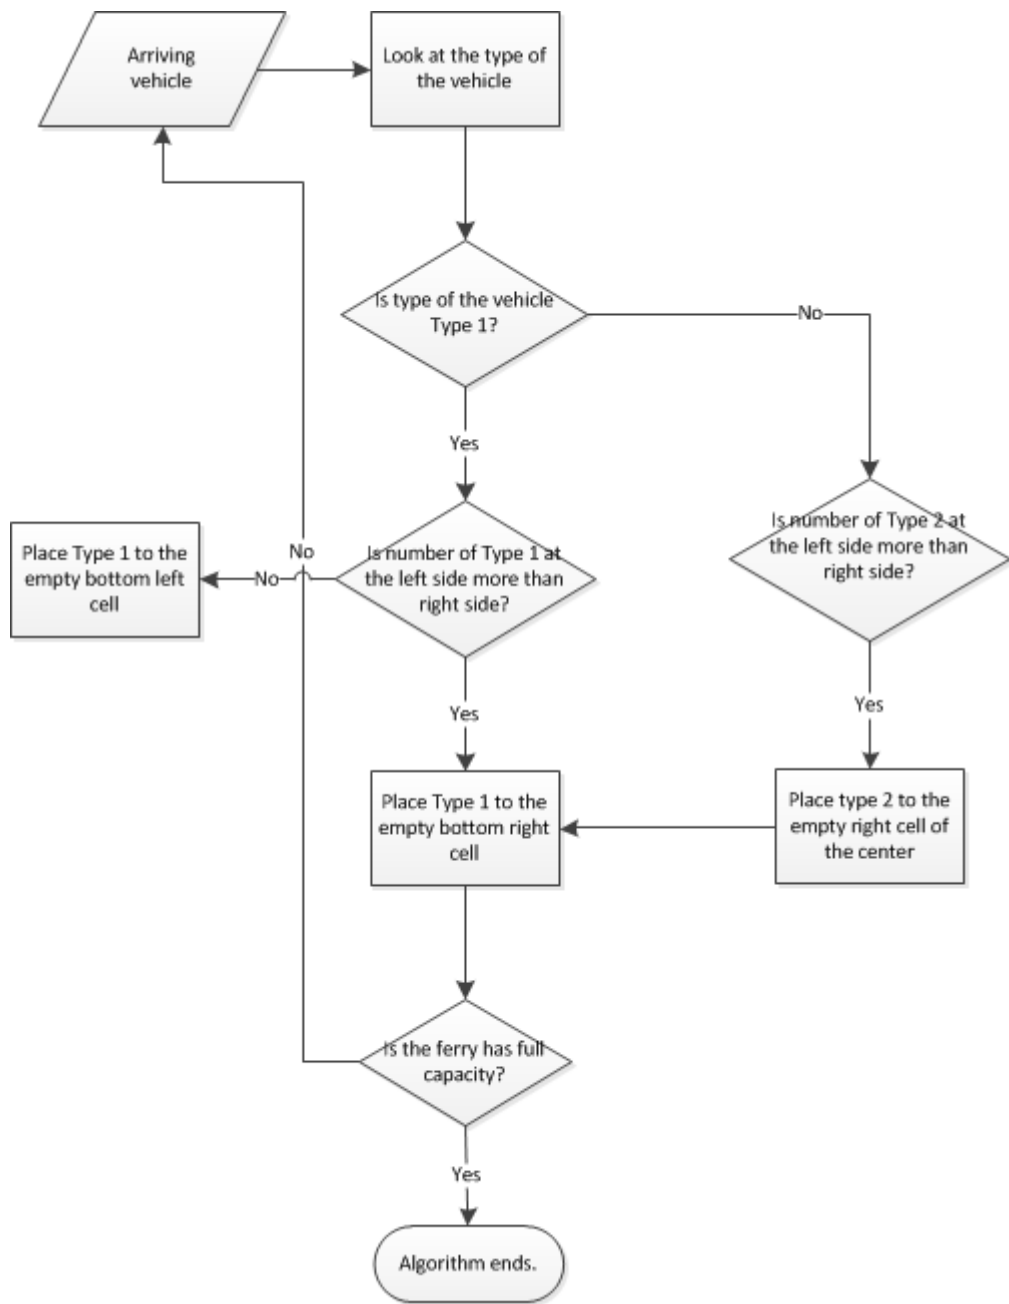 Arriving
vehicle
Look at the type of
the vehicle
Is type of the vehicle
Type 1?
No
Yes
Is number of Type 2 at
the left side more than
right side?
Place Type 1 to the
empty bottom left
cell
No
No
Is number of Type 1 at
the left side more than
right side?
Yes
Yes
Place Type 1 to the
empty bottom right
cell
Place type 2 to the
empty right cell of
the center
Is the ferry has full
capacity?
Yes
Algorithm ends.